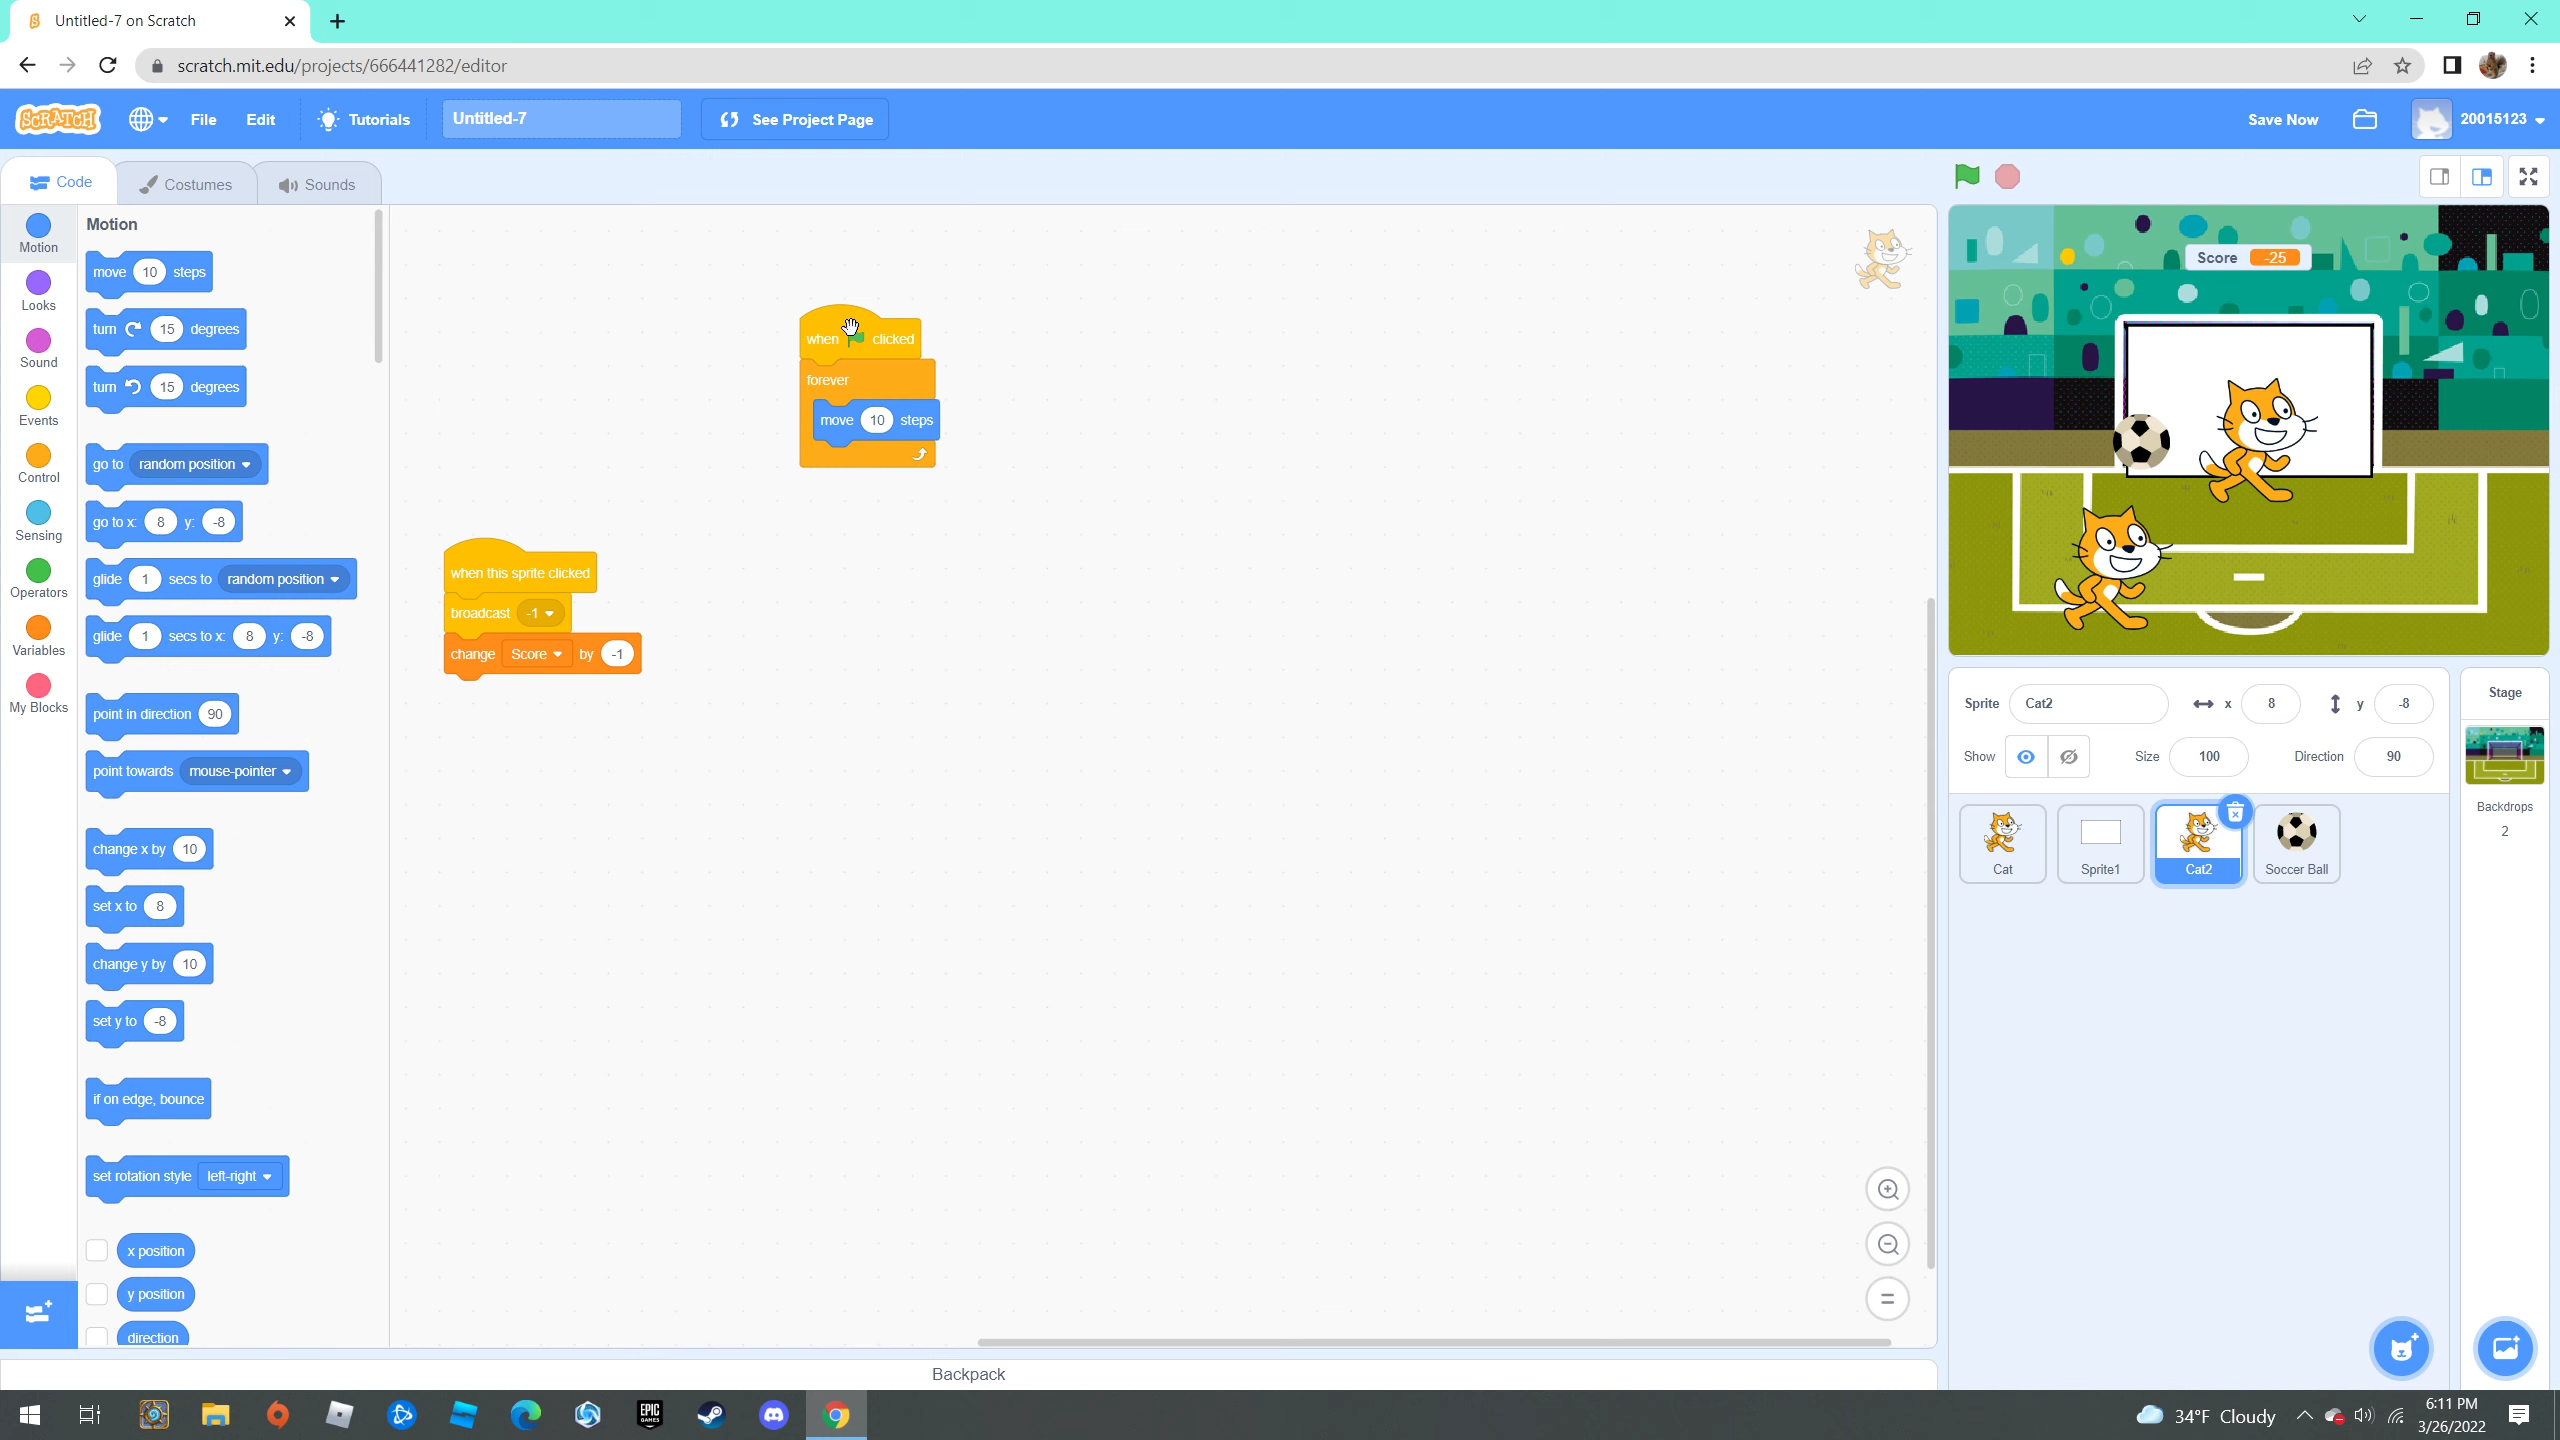 Untitled-7 on Scratch
scratch.mit.edu/projects/666441282/editor
SCRATCH
File
Edit
Tutorials
Untitled-7
See Project Page
Save Now
20015123
Code
Costumes
Sounds
Motion
Looks
Sound
Events
Control
Sensing
Operators
Variables
My Blocks
Motion
move 10 steps
turn 15 degrees
turn 15 degrees
go to random position
go to x: 8 y: -8
glide 1 secs to random position
glide 1 secs to x: 8 y: -8
point in direction 90
point towards mouse-pointer
change x by 10
set x to 8
change y by 10
set y to -8
if on edge, bounce
set rotation style left-right
x position
y position
direction
when clicked
forever
move 10 steps
when this sprite clicked
broadcast -1
change Score by -1
Score -25
Sprite Cat2 x 8 y -8
Show Size 100 Direction 90
Cat
Sprite1
Cat2
Soccer Ball
Stage
Backdrops
2
Backpack
EPIC
GAMES
34°F Cloudy
6:11 PM
3/26/2022